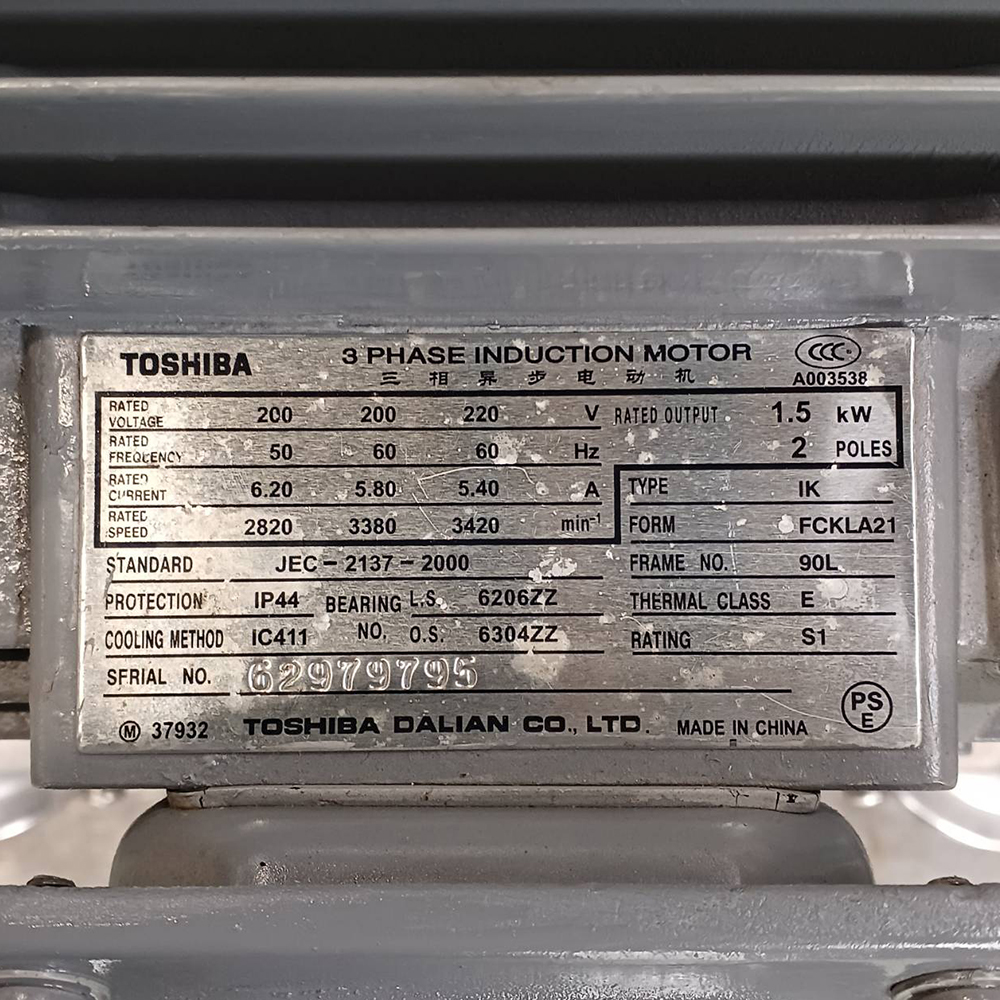 TOSHIBA 3 PHASE INDUCTION MOTOR CCC
三相异步电动机 A003538
RATED VOLTAGE 200 200 220 V RATED OUTPUT 1.5 kW
RATED FREQUENCY 50 60 60 Hz 2 POLES
RATED CURRENT 6.20 5.80 5.40 A TYPE IK
RATED SPEED 2820 3380 3420 min⁻¹ FORM FCKLA21
STANDARD JEC-2137-2000 FRAME NO. 90L
PROTECTION IP44 BEARING NO. L.S. 6206ZZ THERMAL CLASS E
COOLING METHOD IC411 O.S. 6304ZZ RATING S1
SERIAL NO. 62979795
Ⓜ 37932 TOSHIBA DALIAN CO., LTD. MADE IN CHINA PS E